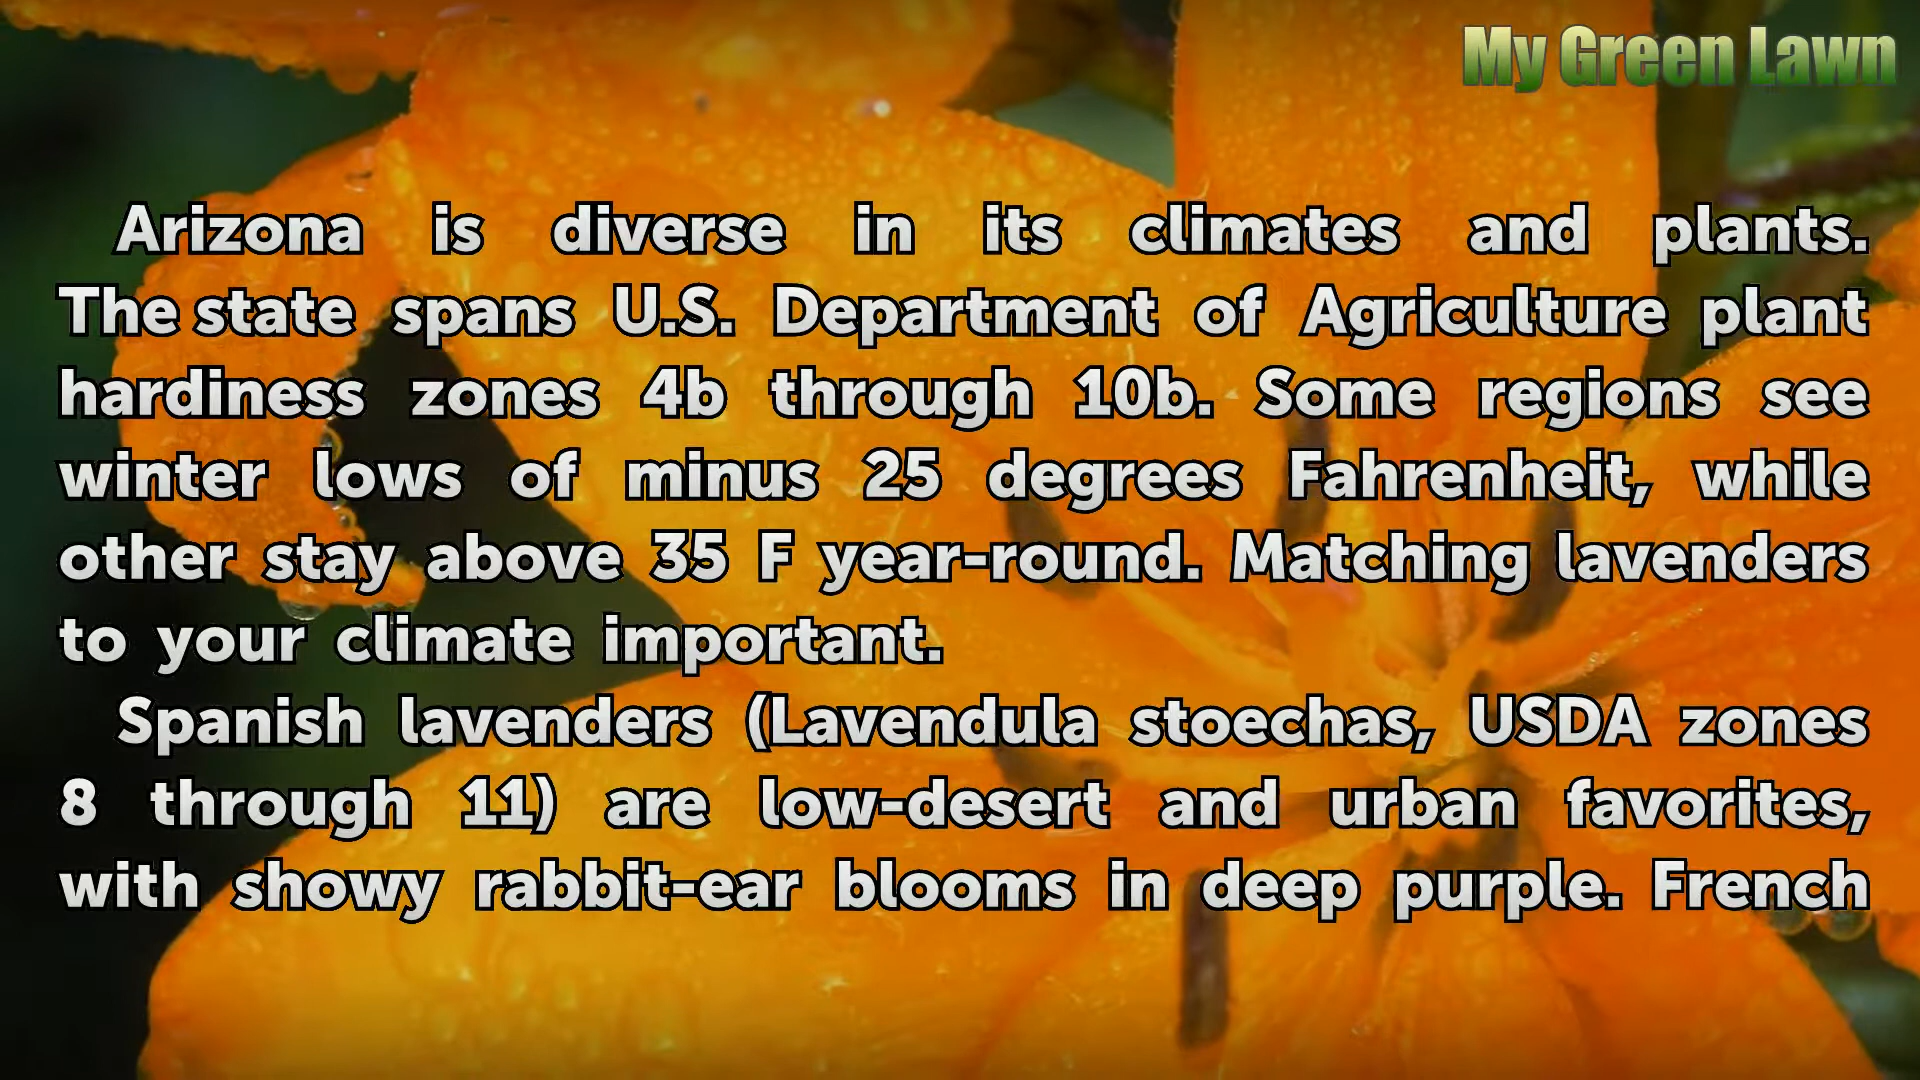 My Green Lawn
Arizona is diverse in its climates and plants.
The state spans U.S. Department of Agriculture plant
hardiness zones 4b through 10b. Some regions see
winter lows of minus 25 degrees Fahrenheit, while
other stay above 35 F year-round. Matching lavenders
to your climate important.
Spanish lavenders (Lavendula stoechas, USDA zones
8 through 11) are low-desert and urban favorites,
with showy rabbit-ear blooms in deep purple. French